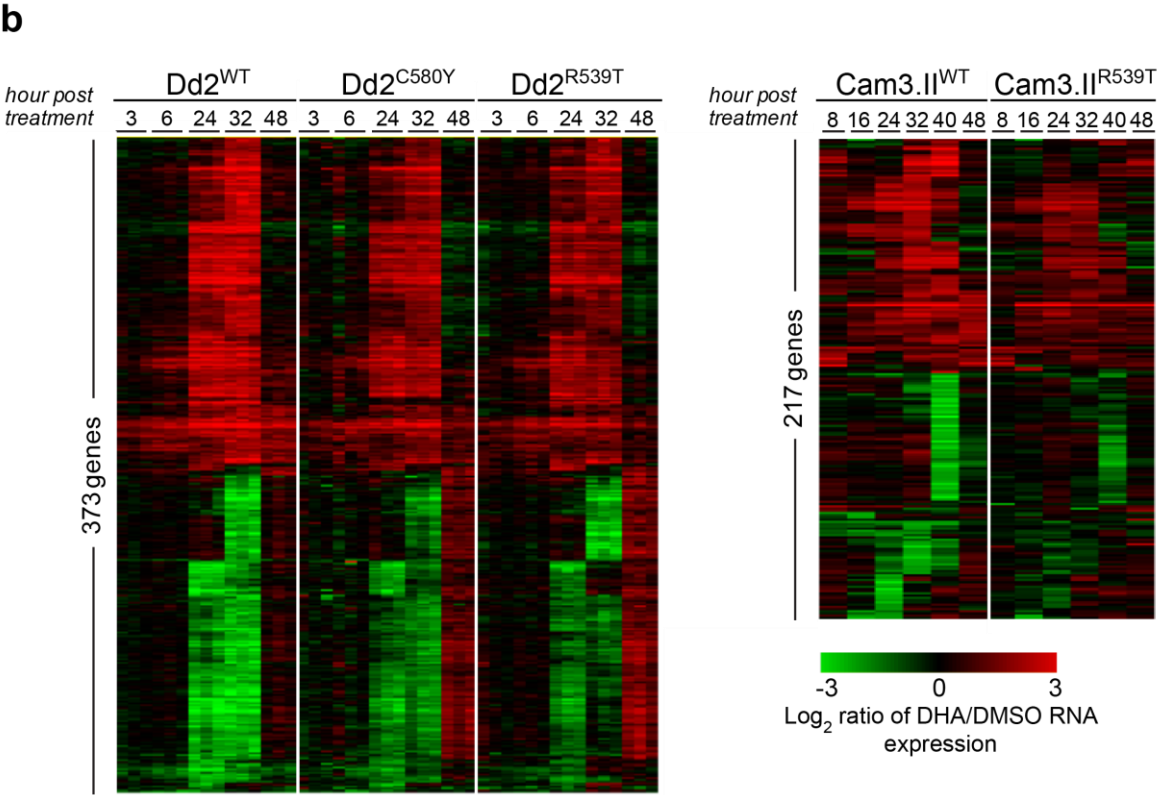 b
Dd2WT Dd2C580Y Dd2R539T
hour post
treatment 3 6 24 32 48 3 6 24 32 48 3 6 24 32 48
373 genes
Cam3.IIWT Cam3.IIR539T
hour post
treatment 8 16 24 32 40 48 8 16 24 32 40 48
217 genes
-3 0 3
Log2 ratio of DHA/DMSO RNA
expression